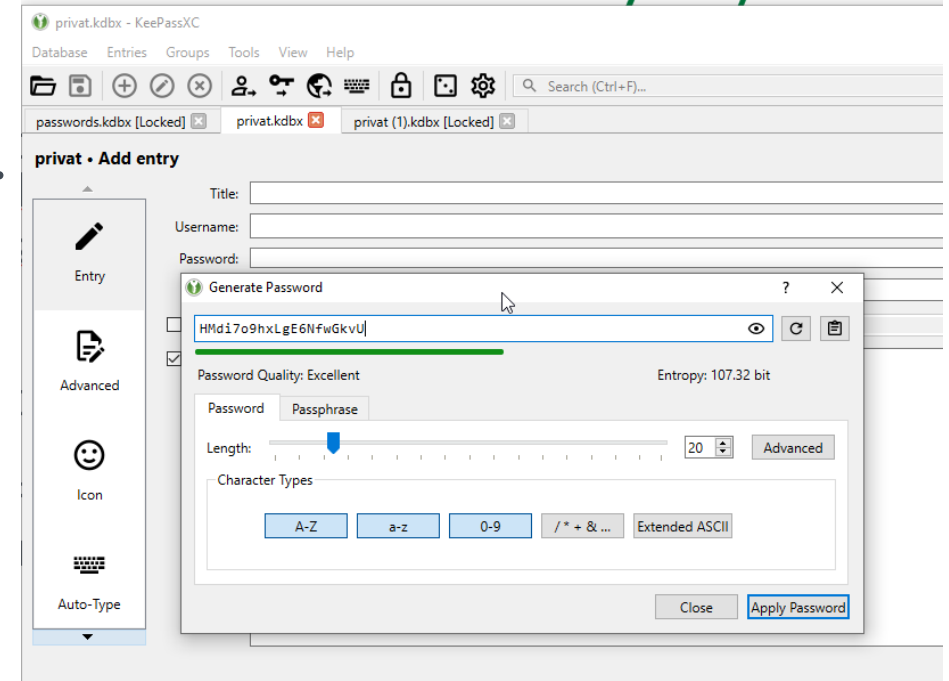 privat.kdbx - KeePassXC
Database Entries Groups Tools View Help
Search (Ctrl+F)...
passwords.kdbx [Locked] privat.kdbx privat (1).kdbx [Locked]
privat • Add entry
Title:
Username:
Password:
Entry
Advanced
Icon
Auto-Type
Generate Password ? ×
HMdi7o9hxLgE6NfwGkvU
Password Quality: Excellent Entropy: 107.32 bit
Password Passphrase
Length: 20 Advanced
Character Types
A-Z a-z 0-9 / * + & ... Extended ASCII
Close Apply Password